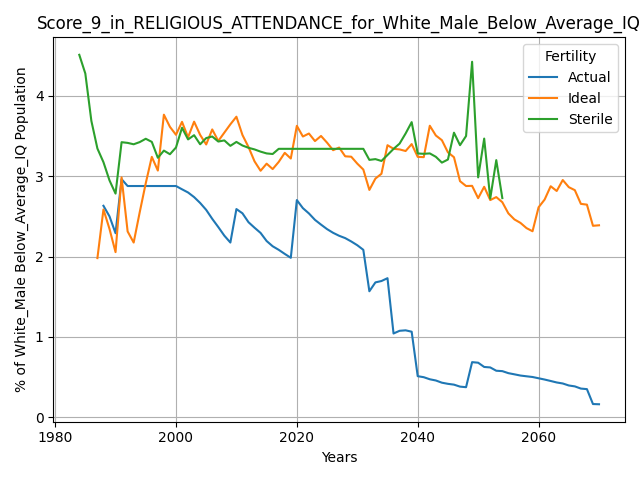 Score_9_in_RELIGIOUS_ATTENDANCE_for_White_Male_Below_Average_IQ
% of White_Male Below_Average_IQ Population
Fertility
Actual
Ideal
Sterile
4
3
2
1
0
1980 2000 2020 2040 2060
Years